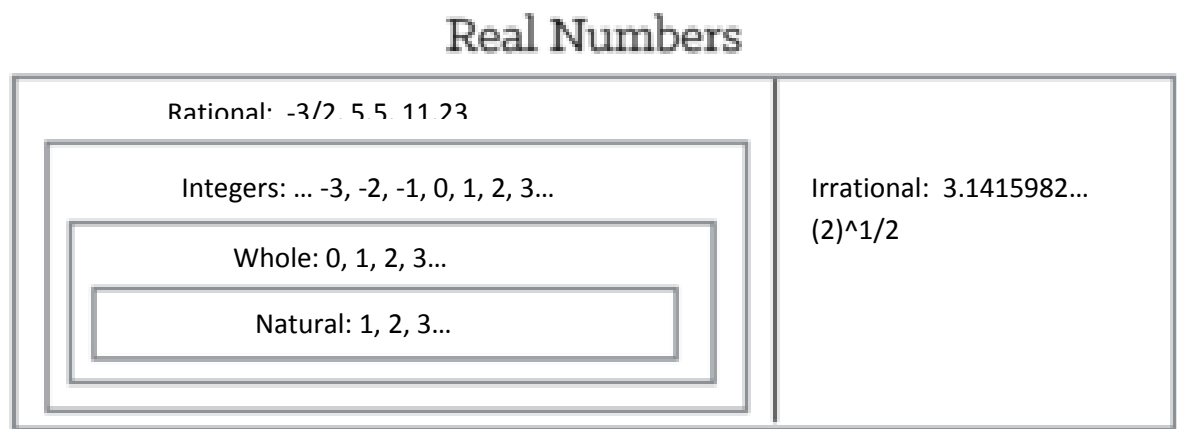 Real Numbers
Rational: -3/2, 5.5, 11.23
Integers: … -3, -2, -1, 0, 1, 2, 3…
Whole: 0, 1, 2, 3…
Natural: 1, 2, 3…
Irrational: 3.1415982…
(2)^1/2